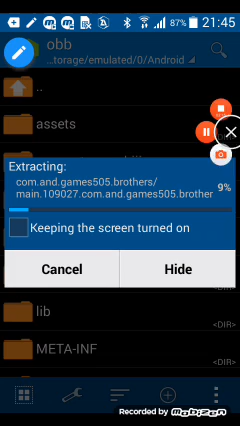 87% 21:45
obb
...torage/emulated/0/Android
..
assets
Extracting:
com.and.games505.brothers/
main.109027.com.and.games505.brother
9%
Keeping the screen turned on
Cancel Hide
lib
<DIR>
META-INF
<DIR>
Recorded by Mobizen